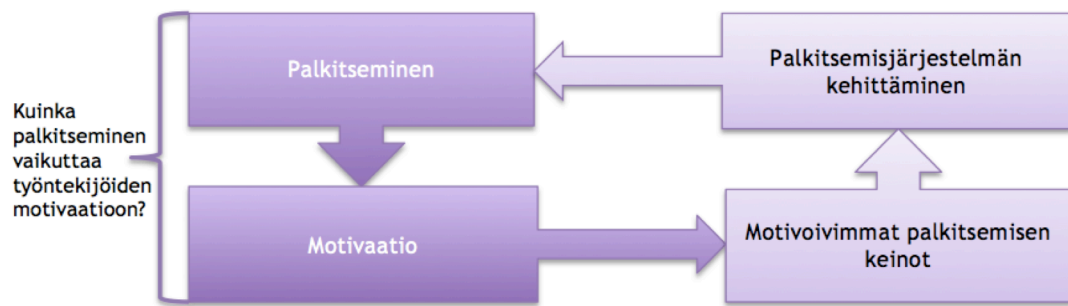 Kuinka
palkitseminen
vaikuttaa
työntekijöiden
motivaatioon?
Palkitseminen
Palkitsemisjärjestelmän
kehittäminen
Motivaatio
Motivoivimmat palkitsemisen
keinot